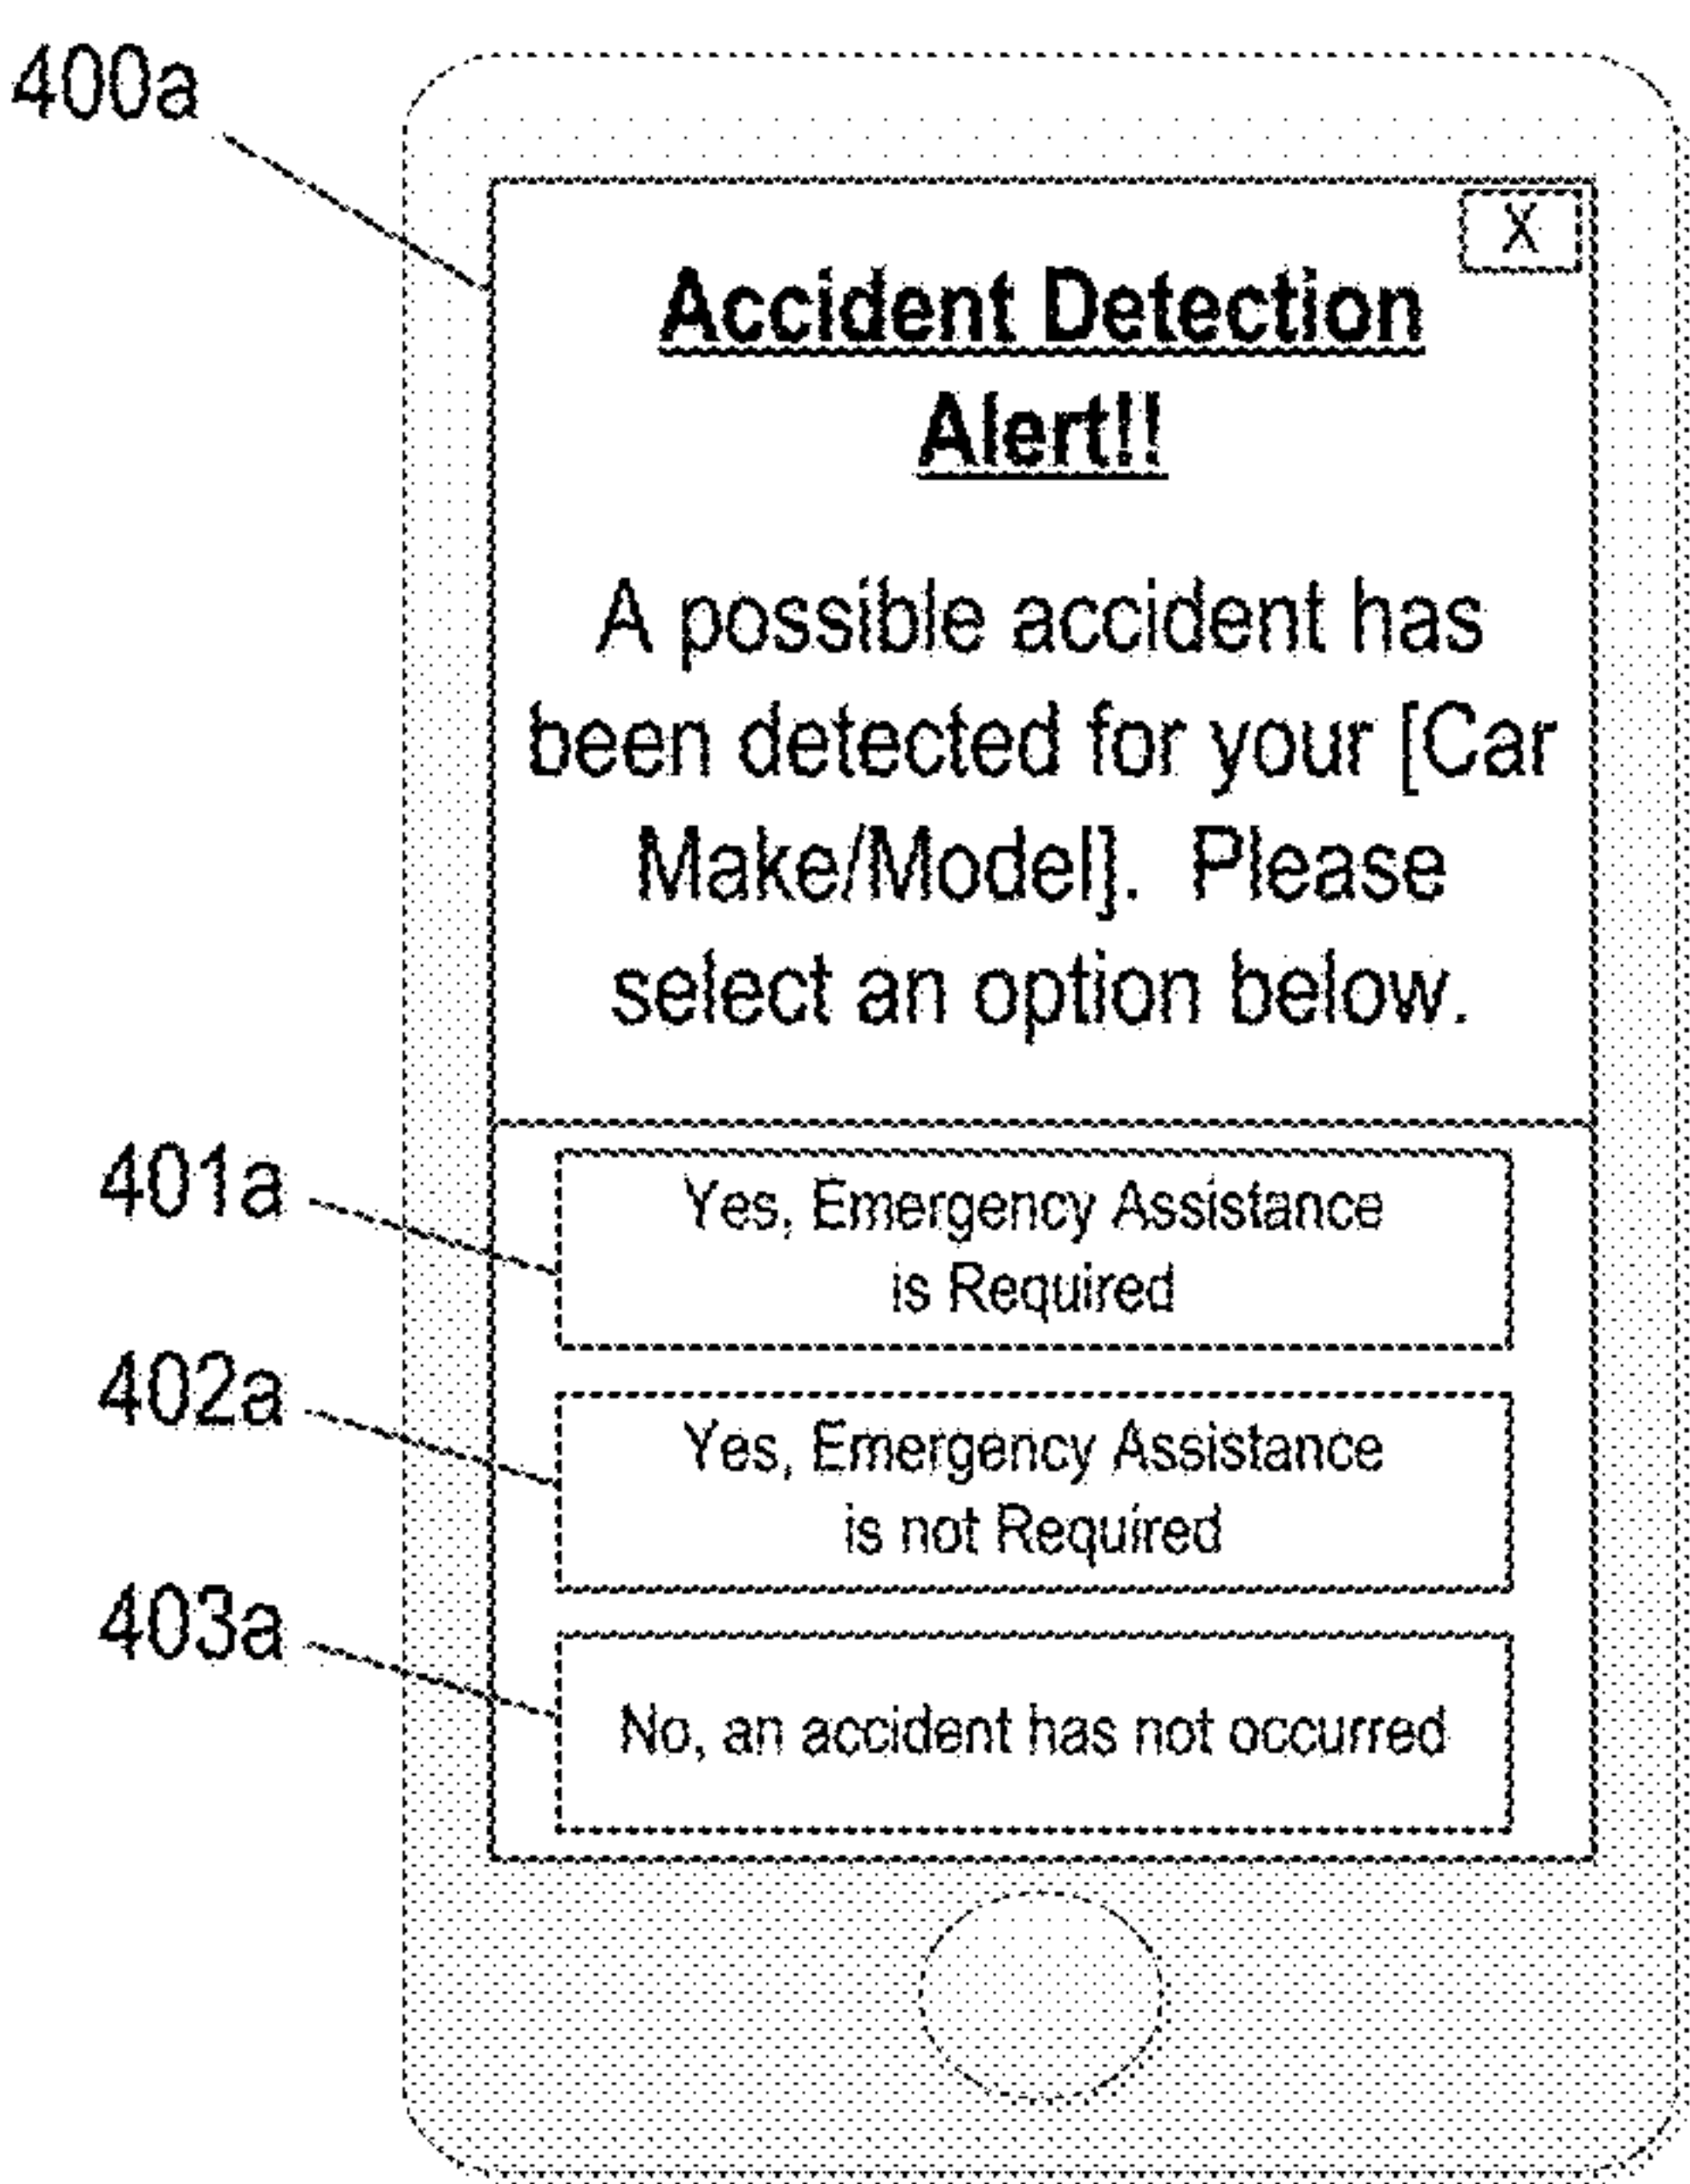 400a
X
Accident Detection
Alert!!
A possible accident has
been detected for your [Car
Make/Model].  Please
select an option below.
401a
Yes, Emergency Assistance
is Required
402a
Yes, Emergency Assistance
is not Required
403a
No, an accident has not occurred